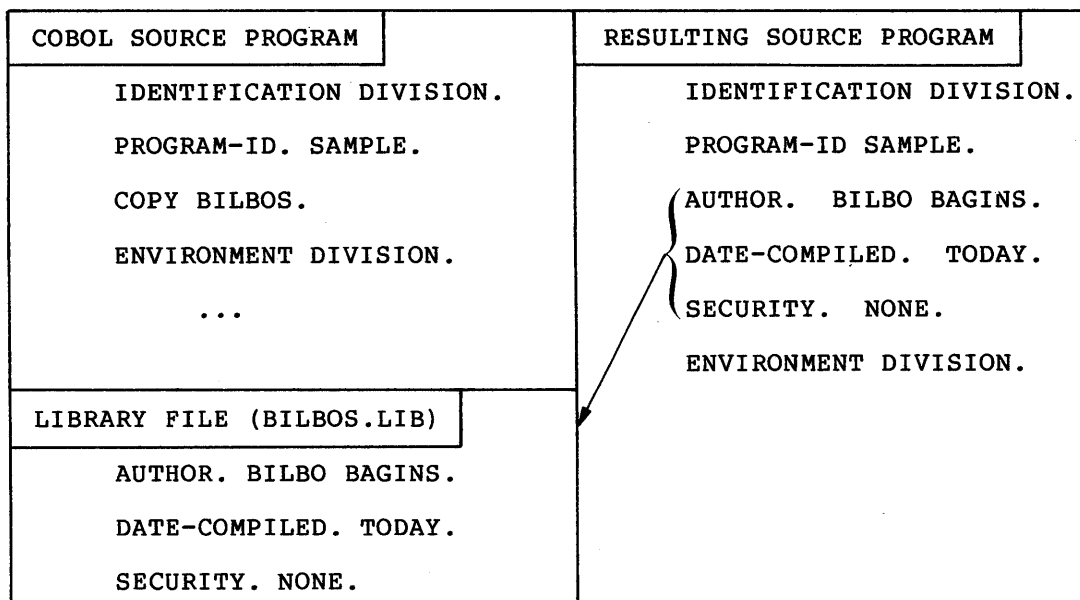 COBOL SOURCE PROGRAM
IDENTIFICATION DIVISION.
PROGRAM-ID. SAMPLE.
COPY BILBOS.
ENVIRONMENT DIVISION.
...
LIBRARY FILE (BILBOS.LIB)
AUTHOR. BILBO BAGINS.
DATE-COMPILED. TODAY.
SECURITY. NONE.
RESULTING SOURCE PROGRAM
IDENTIFICATION DIVISION.
PROGRAM-ID SAMPLE.
AUTHOR. BILBO BAGINS.
DATE-COMPILED. TODAY.
SECURITY. NONE.
ENVIRONMENT DIVISION.